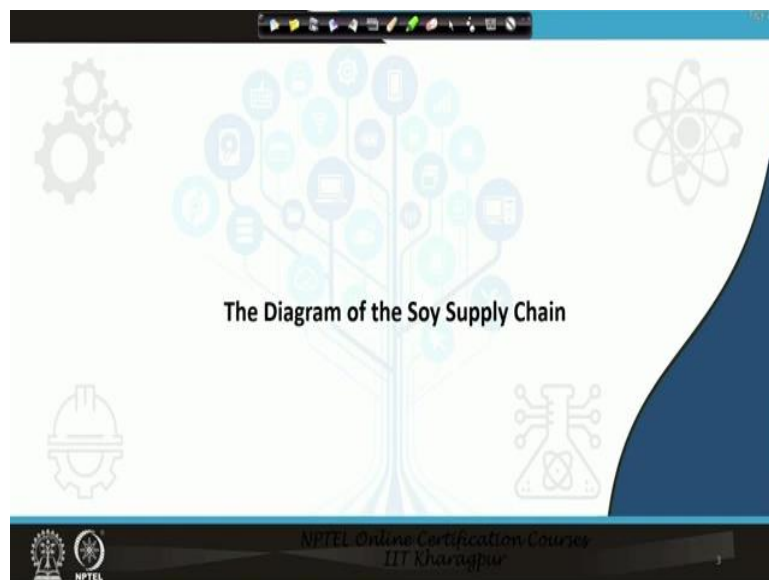 The Diagram of the Soy Supply Chain
NPTEL Online Certification Courses
IIT Kharagpur
NPTEL
3